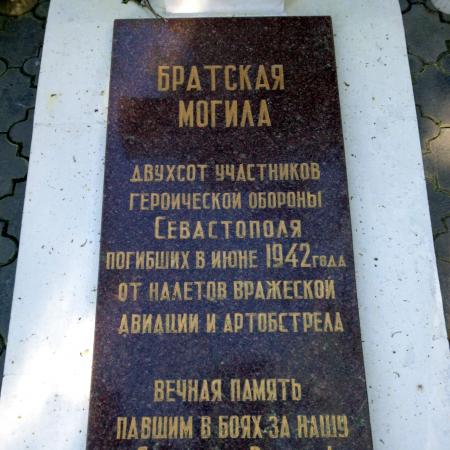 БРАТСКАЯ
МОГИЛА
ДВУХСОТ УЧАСТНИКОВ
ГЕРОИЧЕСКОЙ ОБОРОНЫ
СЕВАСТОПОЛЯ
ПОГИБШИХ В ИЮНЕ 1942 ГОДА
ОТ НАЛЕТОВ ВРАЖЕСКОЙ
АВИАЦИИ И АРТОБСТРЕЛА
ВЕЧНАЯ ПАМЯТЬ
ПАВШИМ В БОЯХ ЗА НАШУ